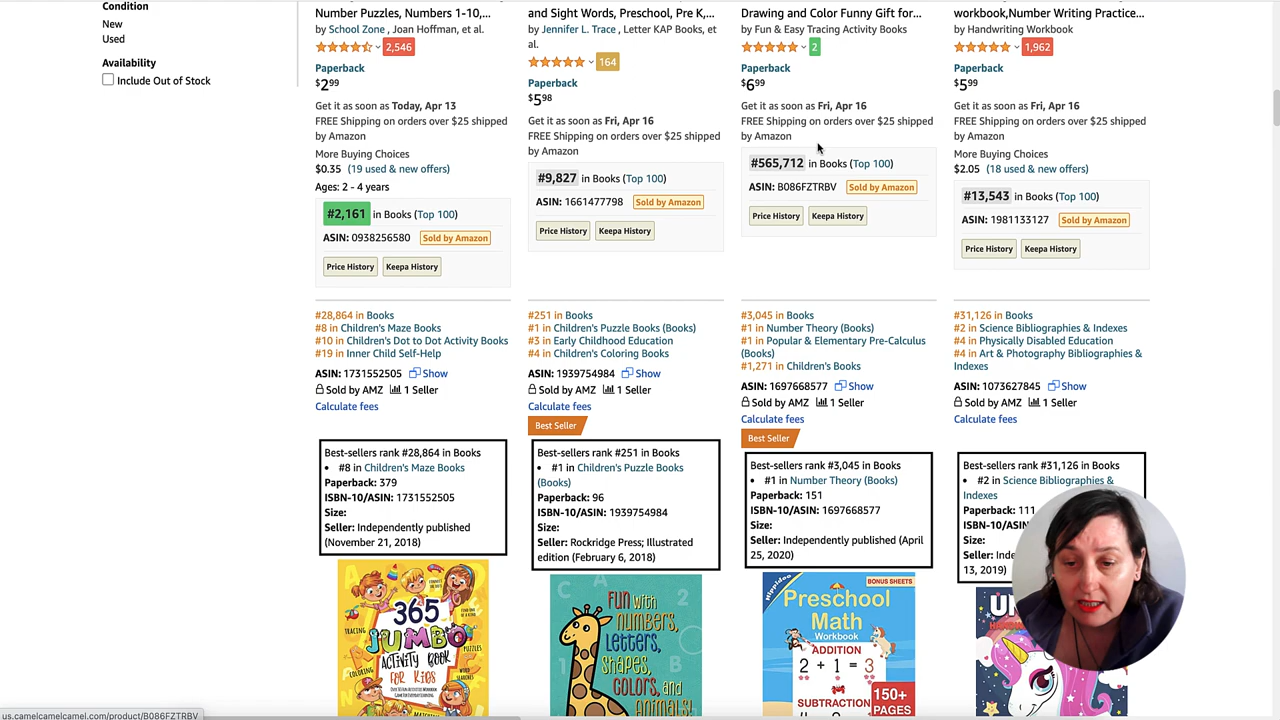 Condition
New
Used
Availability
Include Out of Stock
Number Puzzles, Numbers 1-10,...
by School Zone , Joan Hoffman, et al.
2,546
Paperback
$2.99
Get it as soon as Today, Apr 13
FREE Shipping on orders over $25 shipped
by Amazon
More Buying Choices
$0.35 (19 used & new offers)
Ages: 2 - 4 years
#2,161 in Books (Top 100)
ASIN: 0938256580 Sold by Amazon
Price History Keepa History
and Sight Words, Preschool, Pre K,...
by Jennifer L. Trace , Letter KAP Books, et
al.
164
Paperback
$5.98
Get it as soon as Fri, Apr 16
FREE Shipping on orders over $25 shipped
by Amazon
#9,827 in Books (Top 100)
ASIN: 1661477798 Sold by Amazon
Price History Keepa History
Drawing and Color Funny Gift for...
by Fun & Easy Tracing Activity Books
2
Paperback
$6.99
Get it as soon as Fri, Apr 16
FREE Shipping on orders over $25 shipped
by Amazon
#565,712 in Books (Top 100)
ASIN: B086FZTRBV Sold by Amazon
Price History Keepa History
workbook,Number Writing Practice...
by Handwriting Workbook
1,962
Paperback
$5.99
Get it as soon as Fri, Apr 16
FREE Shipping on orders over $25 shipped
by Amazon
More Buying Choices
$2.05 (18 used & new offers)
#13,543 in Books (Top 100)
ASIN: 1981133127 Sold by Amazon
Price History Keepa History
#28,864 in Books
#8 in Children's Maze Books
#10 in Children's Dot to Dot Activity Books
#19 in Inner Child Self-Help
ASIN: 1731552505 Show
Sold by AMZ 1 Seller
Calculate fees
Best-sellers rank #28,864 in Books
• #8 in Children's Maze Books
Paperback: 379
ISBN-10/ASIN: 1731552505
Size:
Seller: Independently published
(November 21, 2018)
365
JUMBO
ACTIVITY BOOK
FOR KIDS
TRACING
COLORING
PUZZLES
#251 in Books
#1 in Children's Puzzle Books (Books)
#3 in Early Childhood Education
#4 in Children's Coloring Books
ASIN: 1939754984 Show
Sold by AMZ 1 Seller
Calculate fees
Best Seller
Best-sellers rank #251 in Books
• #1 in Children's Puzzle Books
(Books)
Paperback: 96
ISBN-10/ASIN: 1939754984
Size:
Seller: Rockridge Press; Illustrated
edition (February 6, 2018)
Fun with
numbers,
Letters,
shapes,
colors, and
Animals!
#3,045 in Books
#1 in Number Theory (Books)
#1 in Popular & Elementary Pre-Calculus
(Books)
#1,271 in Children's Books
ASIN: 1697668577 Show
Sold by AMZ 1 Seller
Calculate fees
Best Seller
Best-sellers rank #3,045 in Books
• #1 in Number Theory (Books)
Paperback: 151
ISBN-10/ASIN: 1697668577
Size:
Seller: Independently published (April
25, 2020)
Hippidoo
BONUS SHEETS
Preschool
Math
Workbook
ADDITION
2 + 1 = 3
SUBTRACTION
150+
PAGES
#31,126 in Books
#2 in Science Bibliographies & Indexes
#4 in Physically Disabled Education
#4 in Art & Photography Bibliographies &
Indexes
ASIN: 1073627845 Show
Sold by AMZ 1 Seller
Calculate fees
Best-sellers rank #31,126 in Books
• #2 in Science Bibliographies &
Indexes
Paperback: 111
Size:
Seller:
13, 2019)
us.camelcamelcamel.com/product/B086FZTRBV